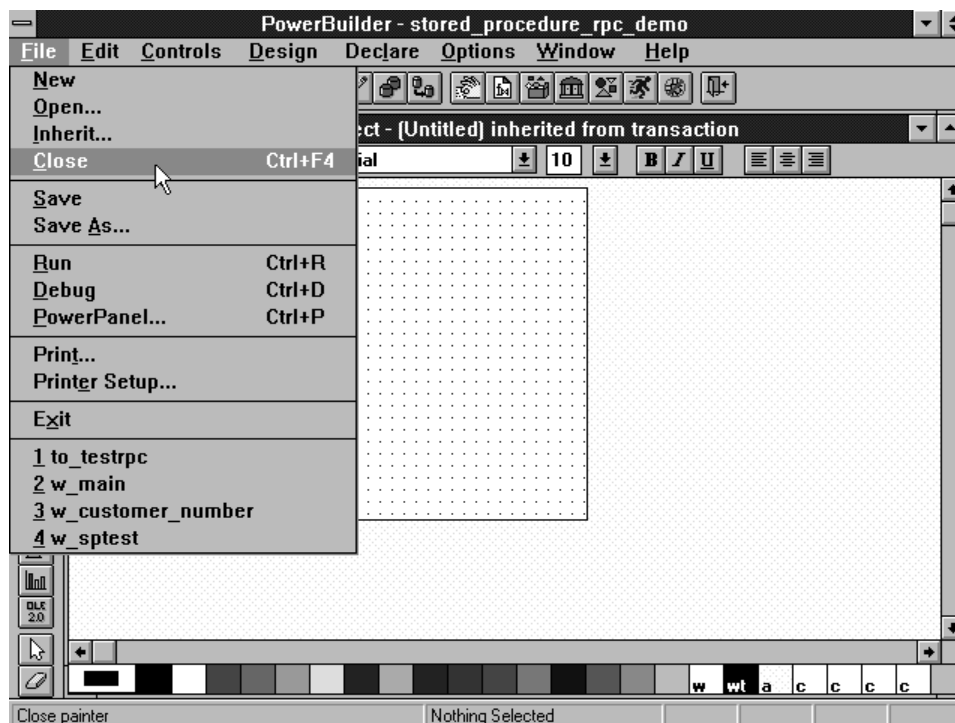 PowerBuilder - stored_procedure_rpc_demo
File Edit Controls Design Declare Options Window Help
New
Open...
Inherit...
ect - (Untitled) inherited from transaction
Close Ctrl+F4
ial 10 B I U
Save
Save As...
Run Ctrl+R
Debug Ctrl+D
PowerPanel... Ctrl+P
Print...
Printer Setup...
Exit
1 to_testrpc
2 w_main
3 w_customer_number
4 w_sptest
OLE
2.0
w wt a c c c c
Close painter Nothing Selected